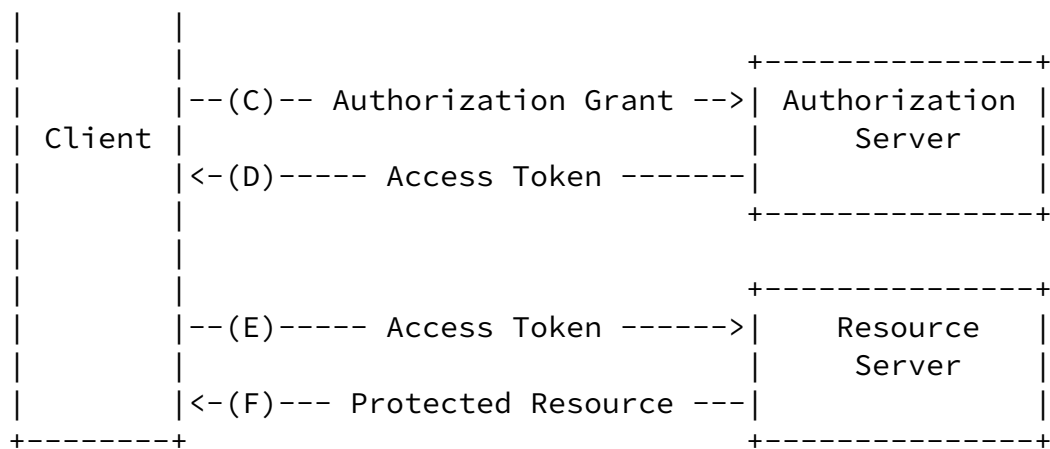 --(C)-- Authorization Grant -->| Authorization
Client | Server
<-(D)----- Access Token -------
--(E)----- Access Token ------>| Resource
Server
<-(F)--- Protected Resource ---